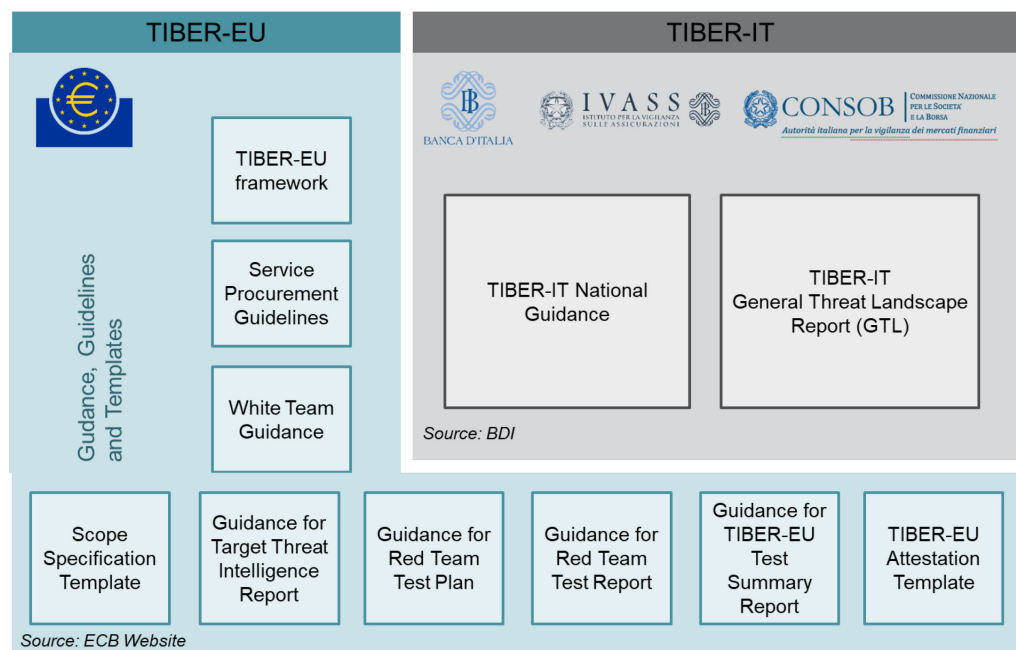 TIBER-EU
TIBER-IT
BANCA D'ITALIA
IVASS
ISTITUTO PER LA VIGILANZA
SULLE ASSICURAZIONI
CONSOB
COMMISSIONE NAZIONALE
PER LE SOCIETÀ
E LA BORSA
Autorità italiana per la vigilanza dei mercati finanziari
TIBER-EU
framework
Service
Procurement
Guidelines
White Team
Guidance
Gudance, Guidelines
and Templates
TIBER-IT National
Guidance
TIBER-IT
General Threat Landscape
Report (GTL)
Source: BDI
Scope
Specification
Template
Guidance for
Target Threat
Intelligence
Report
Guidance for
Red Team
Test Plan
Guidance for
Red Team
Test Report
Guidance for
TIBER-EU
Test
Summary
Report
TIBER-EU
Attestation
Template
Source: ECB Website